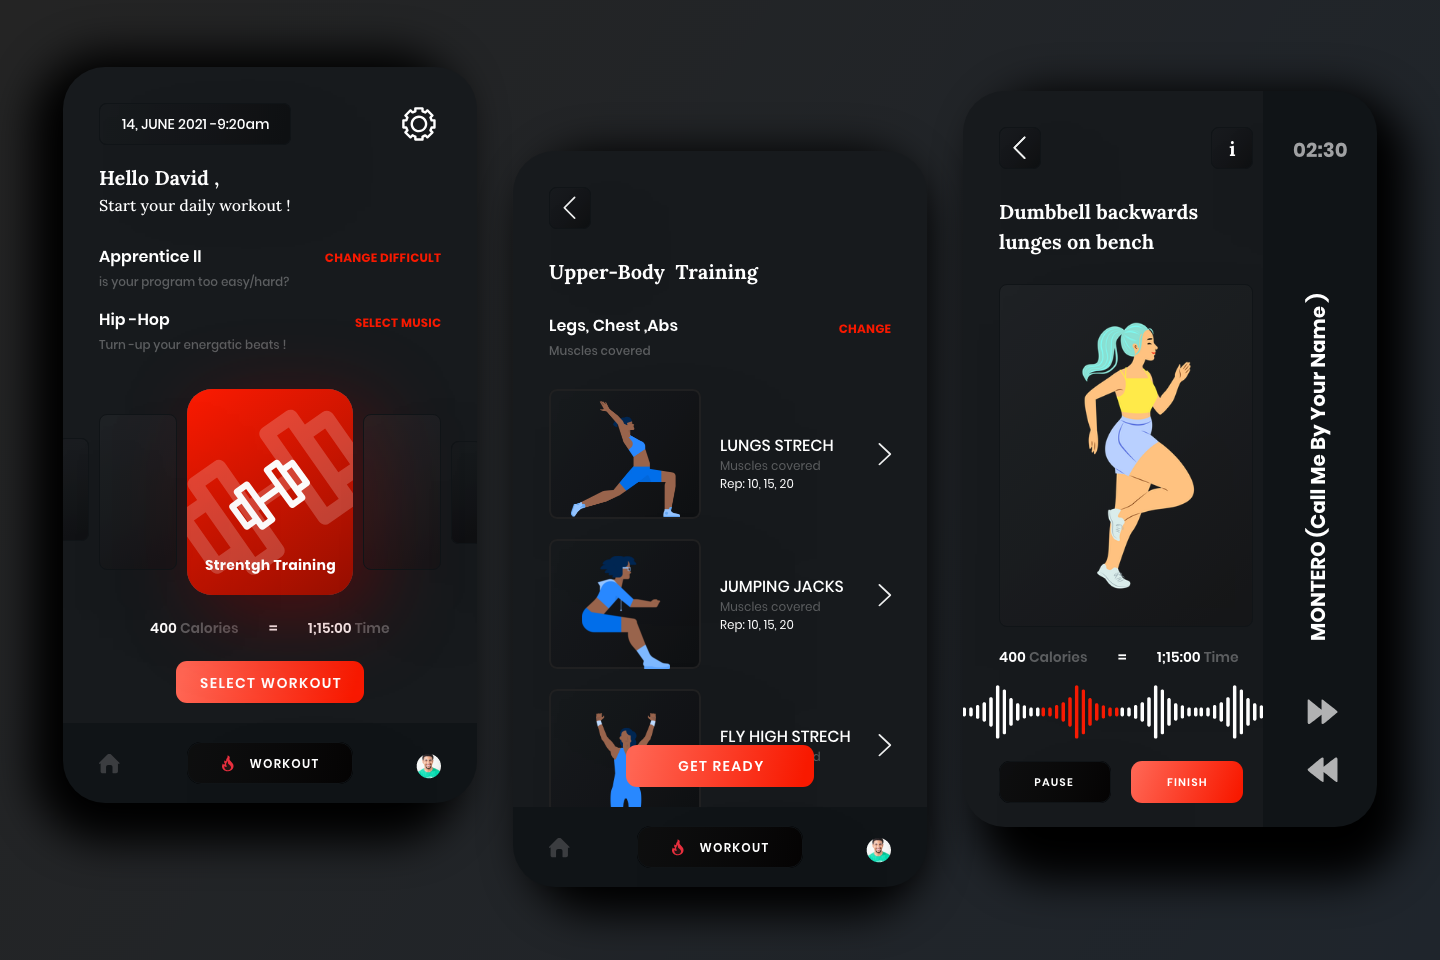 14, JUNE 2021 -9:20am
Hello David ,
Start your daily workout !
Apprentice ll
CHANGE DIFFICULT
is your program too easy/hard?
Hip -Hop
SELECT MUSIC
Turn -up your energatic beats !
Strentgh Training
400 Calories = 1;15:00 Time
SELECT WORKOUT
WORKOUT
Upper-Body Training
Legs, Chest ,Abs
CHANGE
Muscles covered
LUNGS STRECH
Muscles covered
Rep: 10, 15, 20
JUMPING JACKS
Muscles covered
Rep: 10, 15, 20
FLY HIGH STRECH
GET READY
WORKOUT
i
02:30
Dumbbell backwards
lunges on bench
MONTERO (Call Me By Your Name )
400 Calories = 1;15:00 Time
PAUSE
FINISH